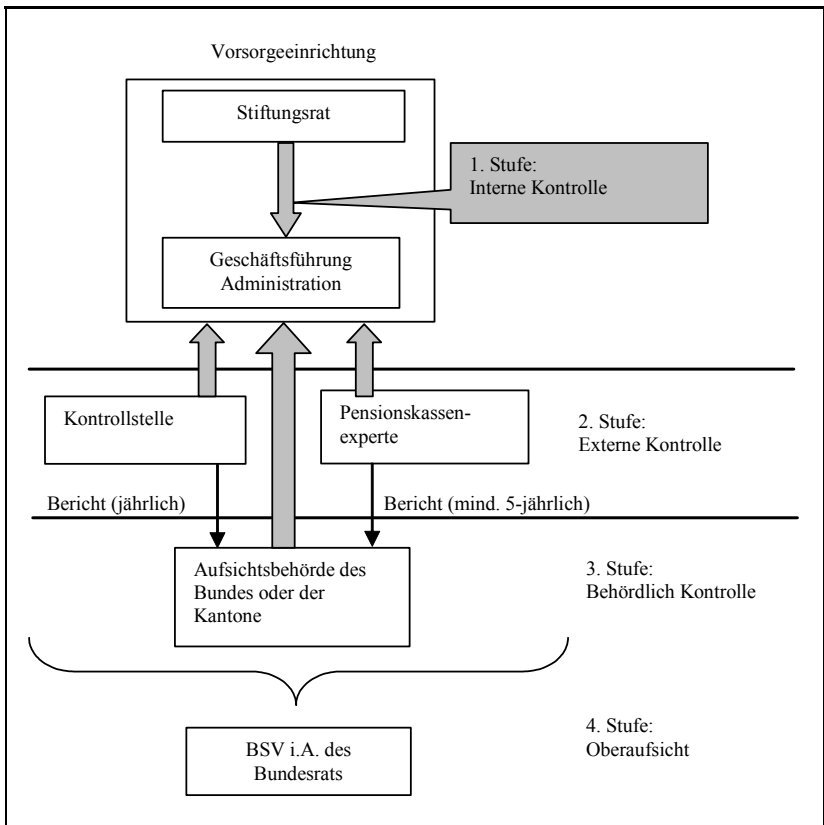 Vorsorgeeinrichtung
Stiftungsrat
1. Stufe:
Interne Kontrolle
Geschäftsführung
Administration
Kontrollstelle
Pensionskassen-
experte
2. Stufe:
Externe Kontrolle
Bericht (jährlich)
Bericht (mind. 5-jährlich)
Aufsichtsbehörde des
Bundes oder der
Kantone
3. Stufe:
Behördlich Kontrolle
BSV i.A. des
Bundesrats
4. Stufe:
Oberaufsicht